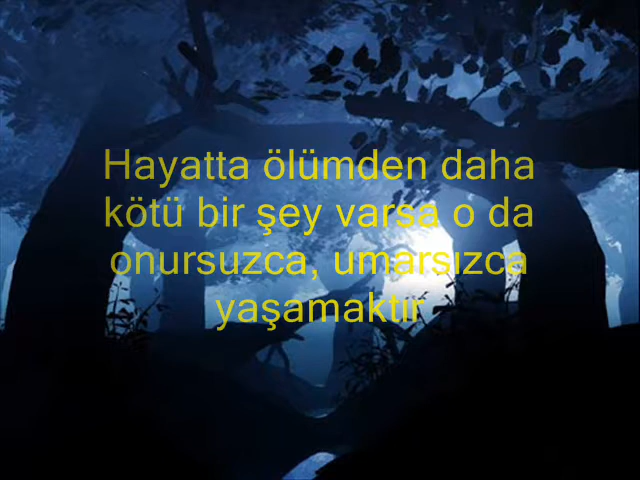 Hayatta ölümden daha
kötü bir şey varsa o da
onursuzca, umarsızca
yaşamaktır